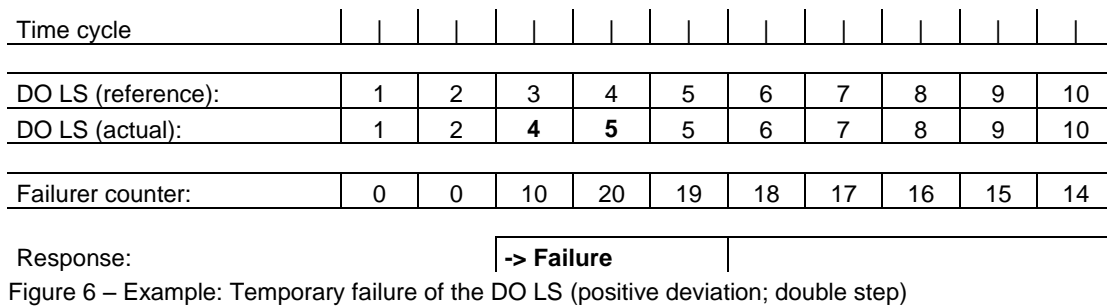 Time cycle | | | | | | | | | |
DO LS (reference): 1 2 3 4 5 6 7 8 9 10
DO LS (actual): 1 2 4 5 5 6 7 8 9 10
Failurer counter: 0 0 10 20 19 18 17 16 15 14
Response: -> Failure
Figure 6 – Example: Temporary failure of the DO LS (positive deviation; double step)